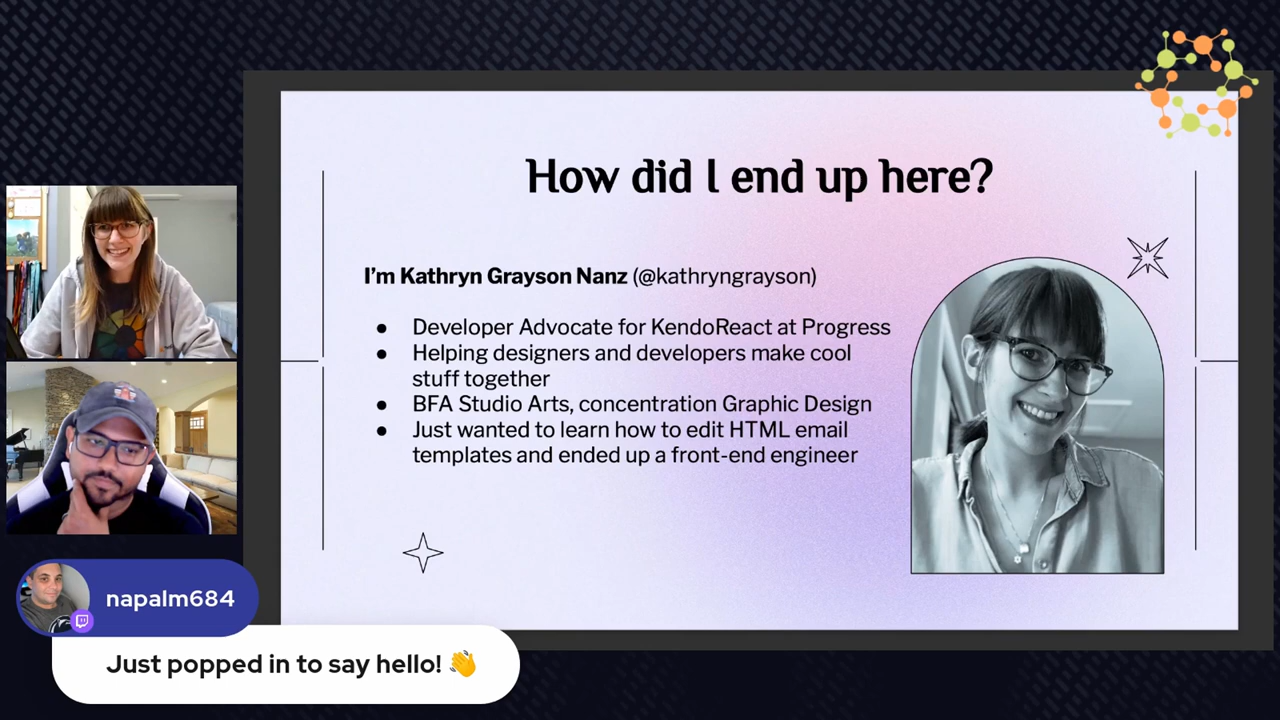 How did I end up here?
I'm Kathryn Grayson Nanz (@kathryngrayson)
● Developer Advocate for KendoReact at Progress
● Helping designers and developers make cool
stuff together
● BFA Studio Arts, concentration Graphic Design
● Just wanted to learn how to edit HTML email
templates and ended up a front-end engineer
napalm684
Just popped in to say hello! 👋